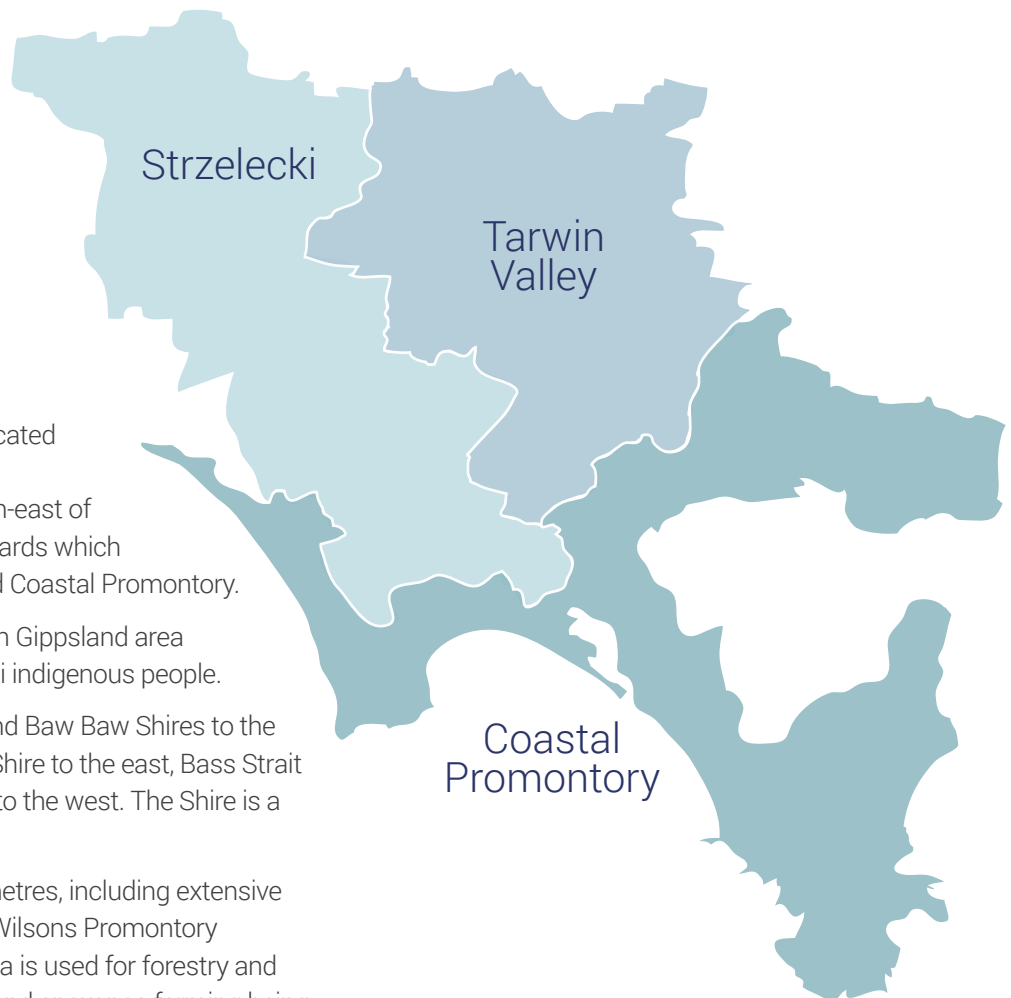 Strzelecki
Tarwin
Valley
Coastal
Promontory
cated
n-east of
ards which
d Coastal Promontory.
n Gippsland area
i indigenous people.
nd Baw Baw Shires to the
Shire to the east, Bass Strait
to the west. The Shire is a
netres, including extensive
Wilsons Promontory
a is used for forestry and